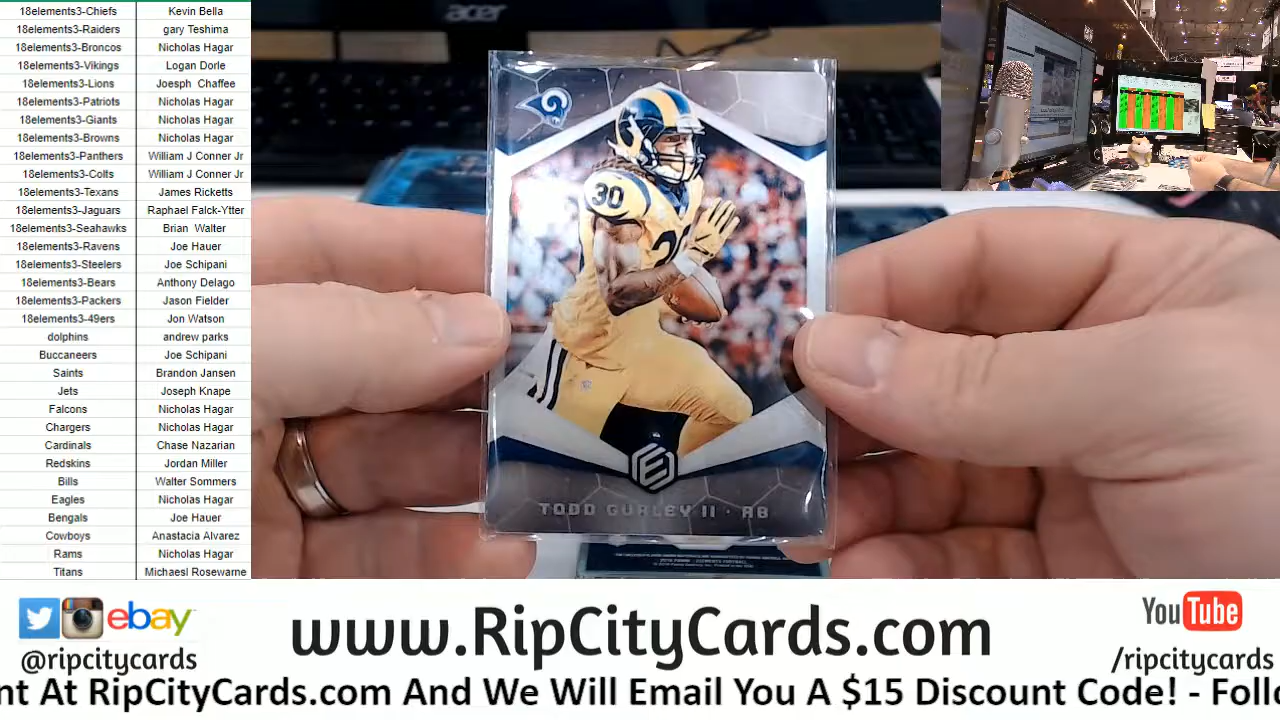 18elements3-Chiefs Kevin Bella
18elements3-Raiders gary Teshima
18elements3-Broncos Nicholas Hagar
18elements3-Vikings Logan Dorle
18elements3-Lions Joesph Chaffee
18elements3-Patriots Nicholas Hagar
18elements3-Giants Nicholas Hagar
18elements3-Browns Nicholas Hagar
18elements3-Panthers William J Conner Jr
18elements3-Colts William J Conner Jr
18elements3-Texans James Ricketts
18elements3-Jaguars Raphael Falck-Ytter
18elements3-Seahawks Brian Walter
18elements3-Ravens Joe Hauer
18elements3-Steelers Joe Schipani
18elements3-Bears Anthony Delago
18elements3-Packers Jason Fielder
18elements3-49ers Jon Watson
dolphins andrew parks
Buccaneers Joe Schipani
Saints Brandon Jansen
Jets Joseph Knape
Falcons Nicholas Hagar
Chargers Nicholas Hagar
Cardinals Chase Nazarian
Redskins Jordan Miller
Bills Walter Sommers
Eagles Nicholas Hagar
Bengals Joe Hauer
Cowboys Anastacia Alvarez
Rams Nicholas Hagar
Titans Michaesl Rosewarne
acer
30
30
E
TODD GURLEY II · RB
ebay
@ripcitycards
www.RipCityCards.com
YouTube
/ripcitycards
nt At RipCityCards.com And We Will Email You A $15 Discount Code! - Follo